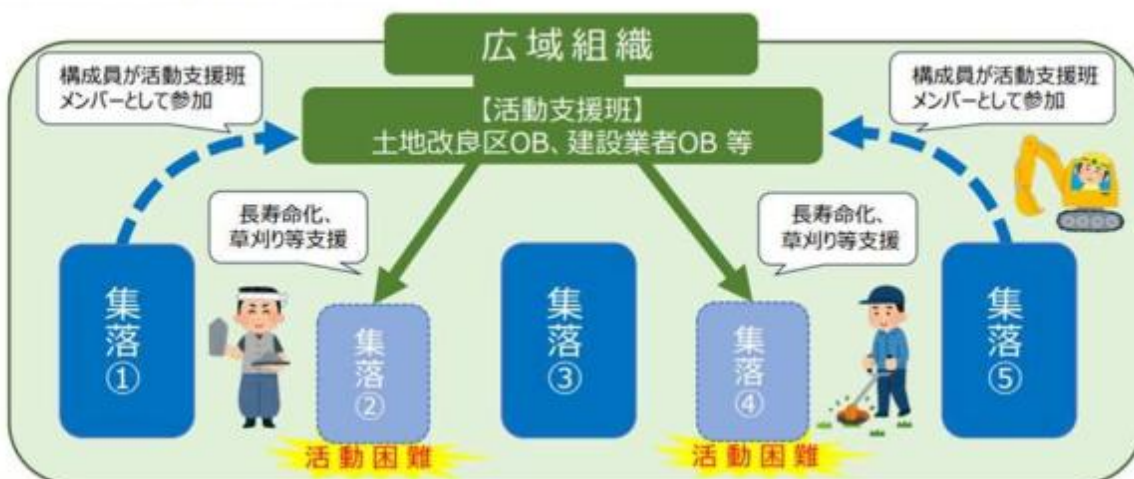 広域組織
【活動支援班】
土地改良区OB、建設業者OB 等
構成員が活動支援班
メンバーとして参加
構成員が活動支援班
メンバーとして参加
長寿命化、
草刈り等支援
長寿命化、
草刈り等支援
集落①
集落②
集落③
集落④
集落⑤
活動困難
活動困難